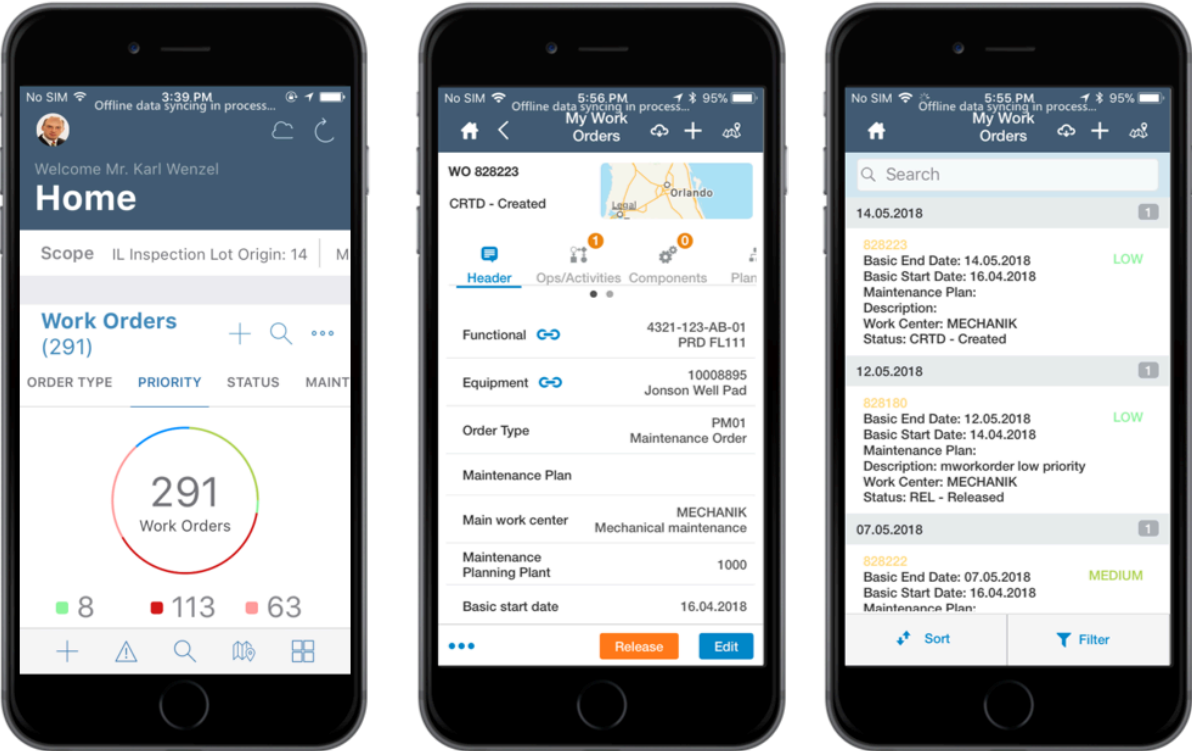 No SIM 3:39 PM
Offline data syncing in process...
Welcome Mr. Karl Wenzel
Home
Scope IL Inspection Lot Origin: 14 M
Work Orders
(291)
ORDER TYPE PRIORITY STATUS MAINT
291
Work Orders
8 113 63
No SIM 5:56 PM 95%
Offline data syncing in process...
My Work
Orders
WO 828223
CRTD - Created
Orlando
Legal
1 0
Header Ops/Activities Components Plan
Functional 4321-123-AB-01
PRD FL111
Equipment 10008895
Jonson Well Pad
Order Type PM01
Maintenance Order
Maintenance Plan
Main work center MECHANIK
Mechanical maintenance
Maintenance
Planning Plant 1000
Basic start date 16.04.2018
Release Edit
No SIM 5:55 PM 95%
Offline data syncing in process...
My Work
Orders
Search
14.05.2018 1
828223
Basic End Date: 14.05.2018 LOW
Basic Start Date: 16.04.2018
Maintenance Plan:
Description:
Work Center: MECHANIK
Status: CRTD - Created
12.05.2018 1
828180
Basic End Date: 12.05.2018 LOW
Basic Start Date: 14.04.2018
Maintenance Plan:
Description: mworkorder low priority
Work Center: MECHANIK
Status: REL - Released
07.05.2018 1
828222
Basic End Date: 07.05.2018 MEDIUM
Basic Start Date: 16.04.2018
Maintenance Plan:
Sort Filter